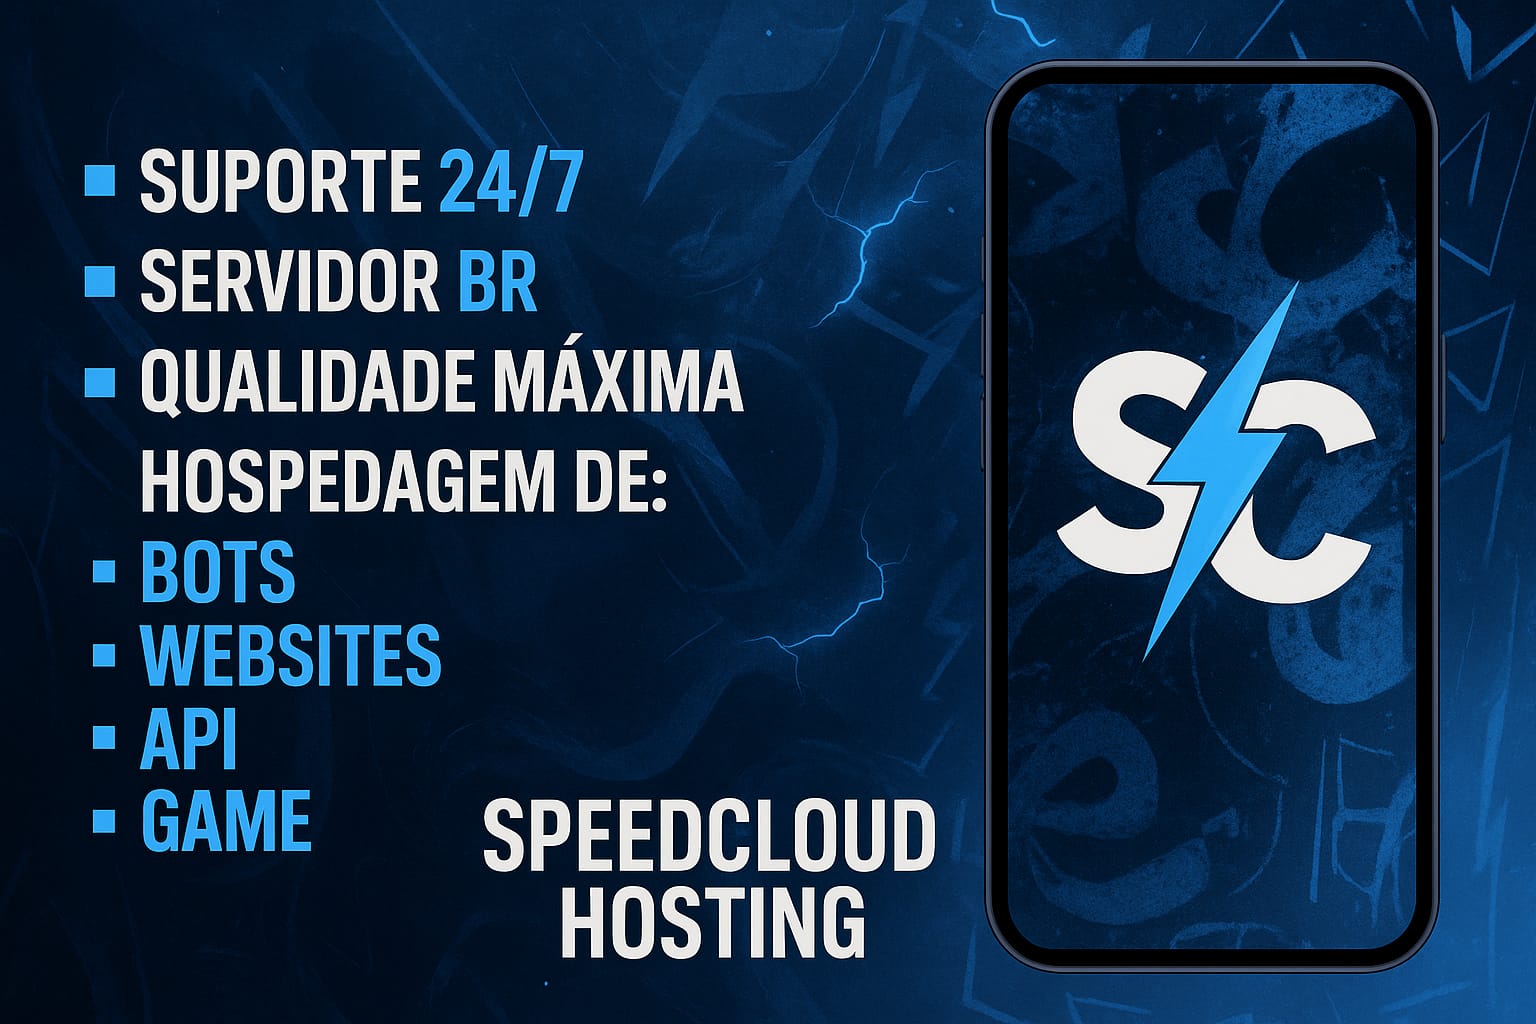 SUPORTE 24/7
SERVIDOR BR
QUALIDADE MÁXIMA
HOSPEDAGEM DE:
BOTS
WEBSITES
API
GAME
SPEEDCLOUD
HOSTING
SC